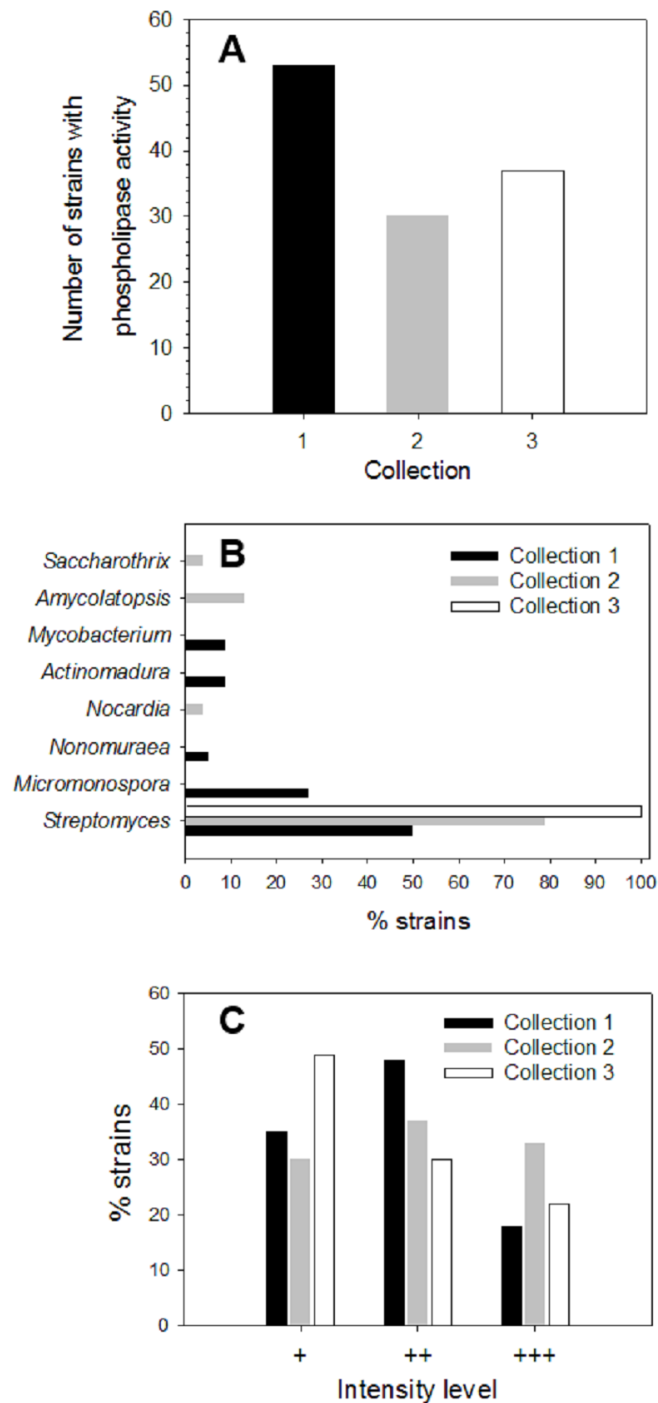 A
60
50
40
30
20
10
0
Number of strains with
phospholipase activity
1 2 3
Collection
B
Collection 1
Collection 2
Collection 3
Saccharothrix
Amycolatopsis
Mycobacterium
Actinomadura
Nocardia
Nonomuraea
Micromonospora
Streptomyces
0 10 20 30 40 50 60 70 80 90 100
% strains
C
Collection 1
Collection 2
Collection 3
60
50
40
30
20
10
0
% strains
+ ++ +++
Intensity level